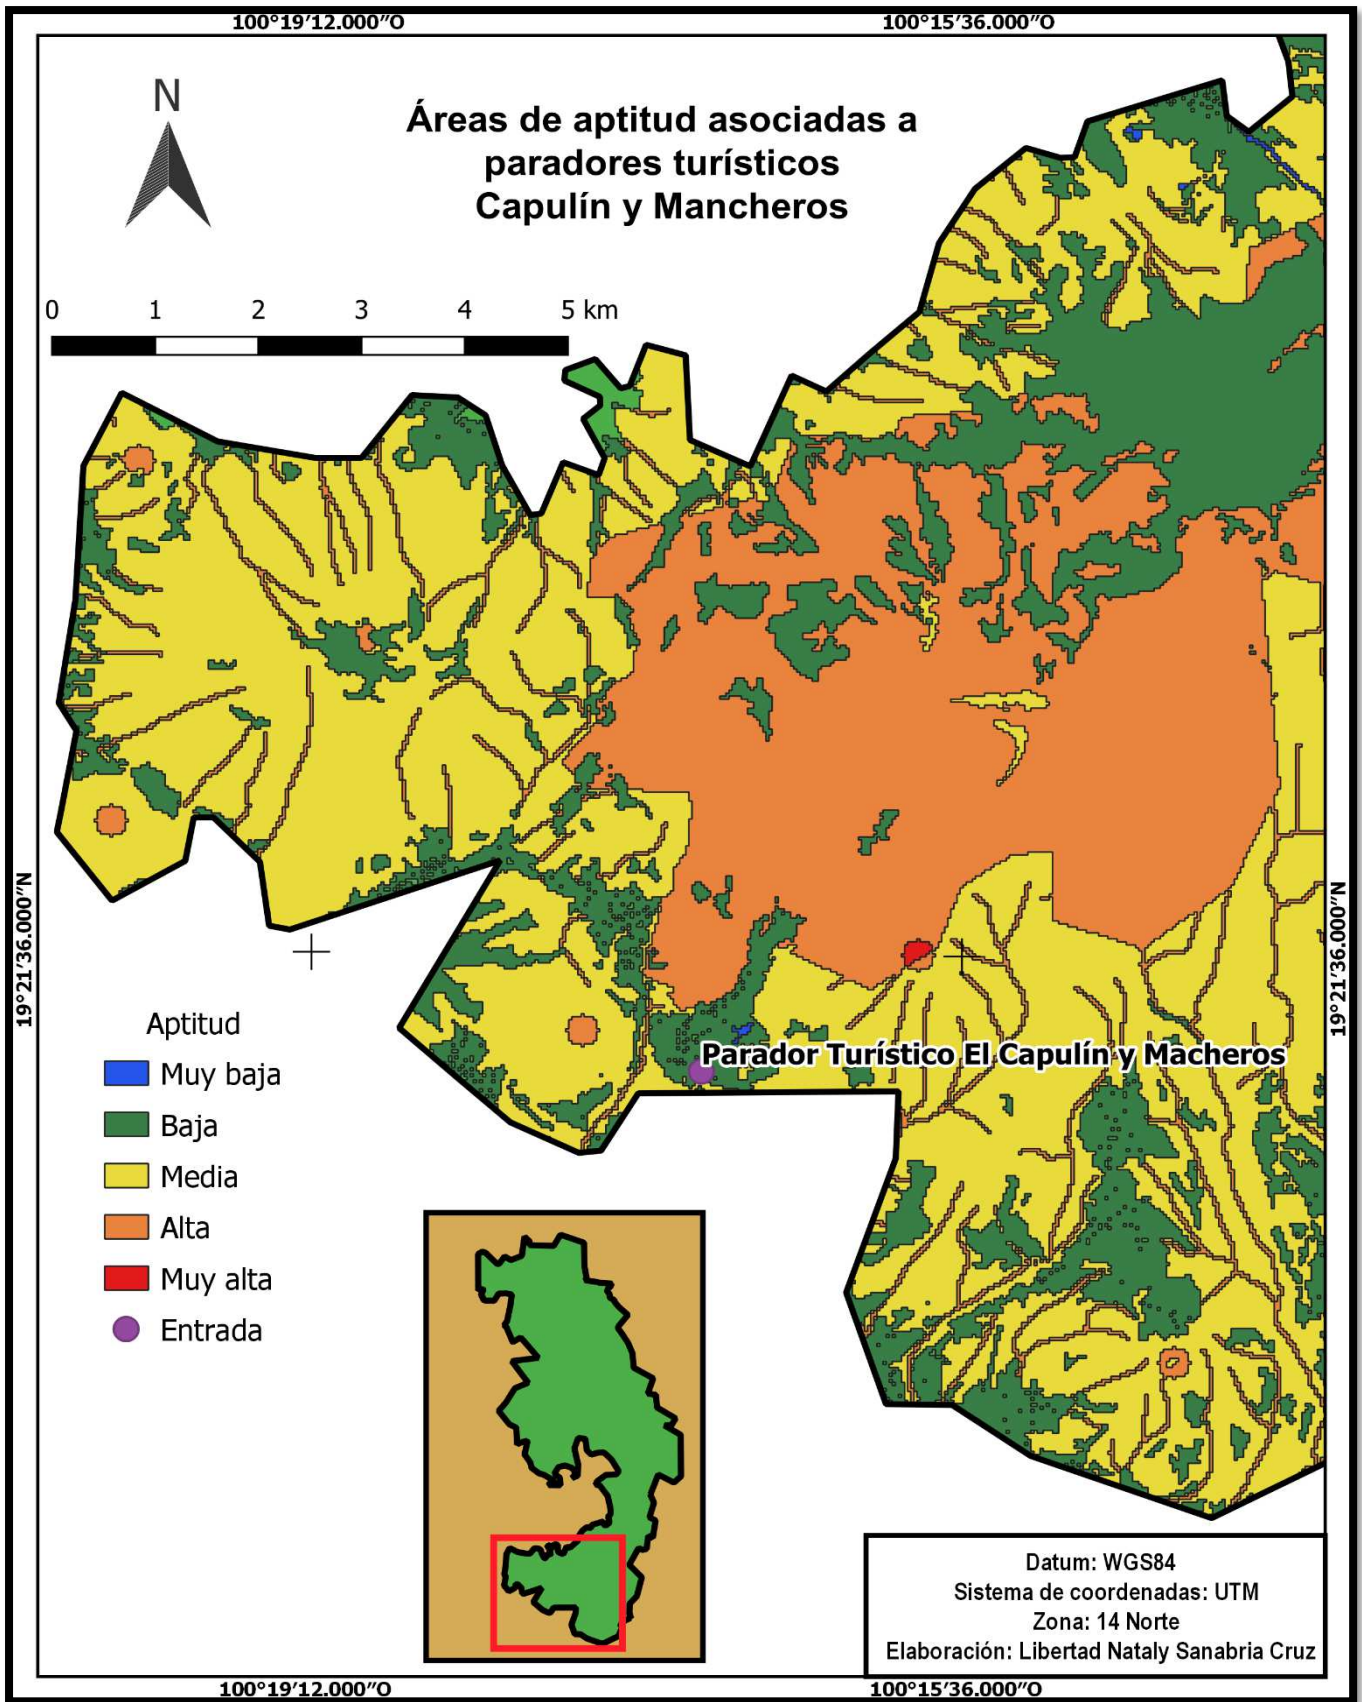 100°19'12.000"O
100°15'36.000"O
N
Áreas de aptitud asociadas a
paradores turísticos
Capulín y Mancheros
0 1 2 3 4 5 km
19°21'36.000"N
19°21'36.000"N
Parador Turístico El Capulín y Macheros
Aptitud
Muy baja
Baja
Media
Alta
Muy alta
Entrada
Datum: WGS84
Sistema de coordenadas: UTM
Zona: 14 Norte
Elaboración: Libertad Nataly Sanabria Cruz
100°19'12.000"O
100°15'36.000"O